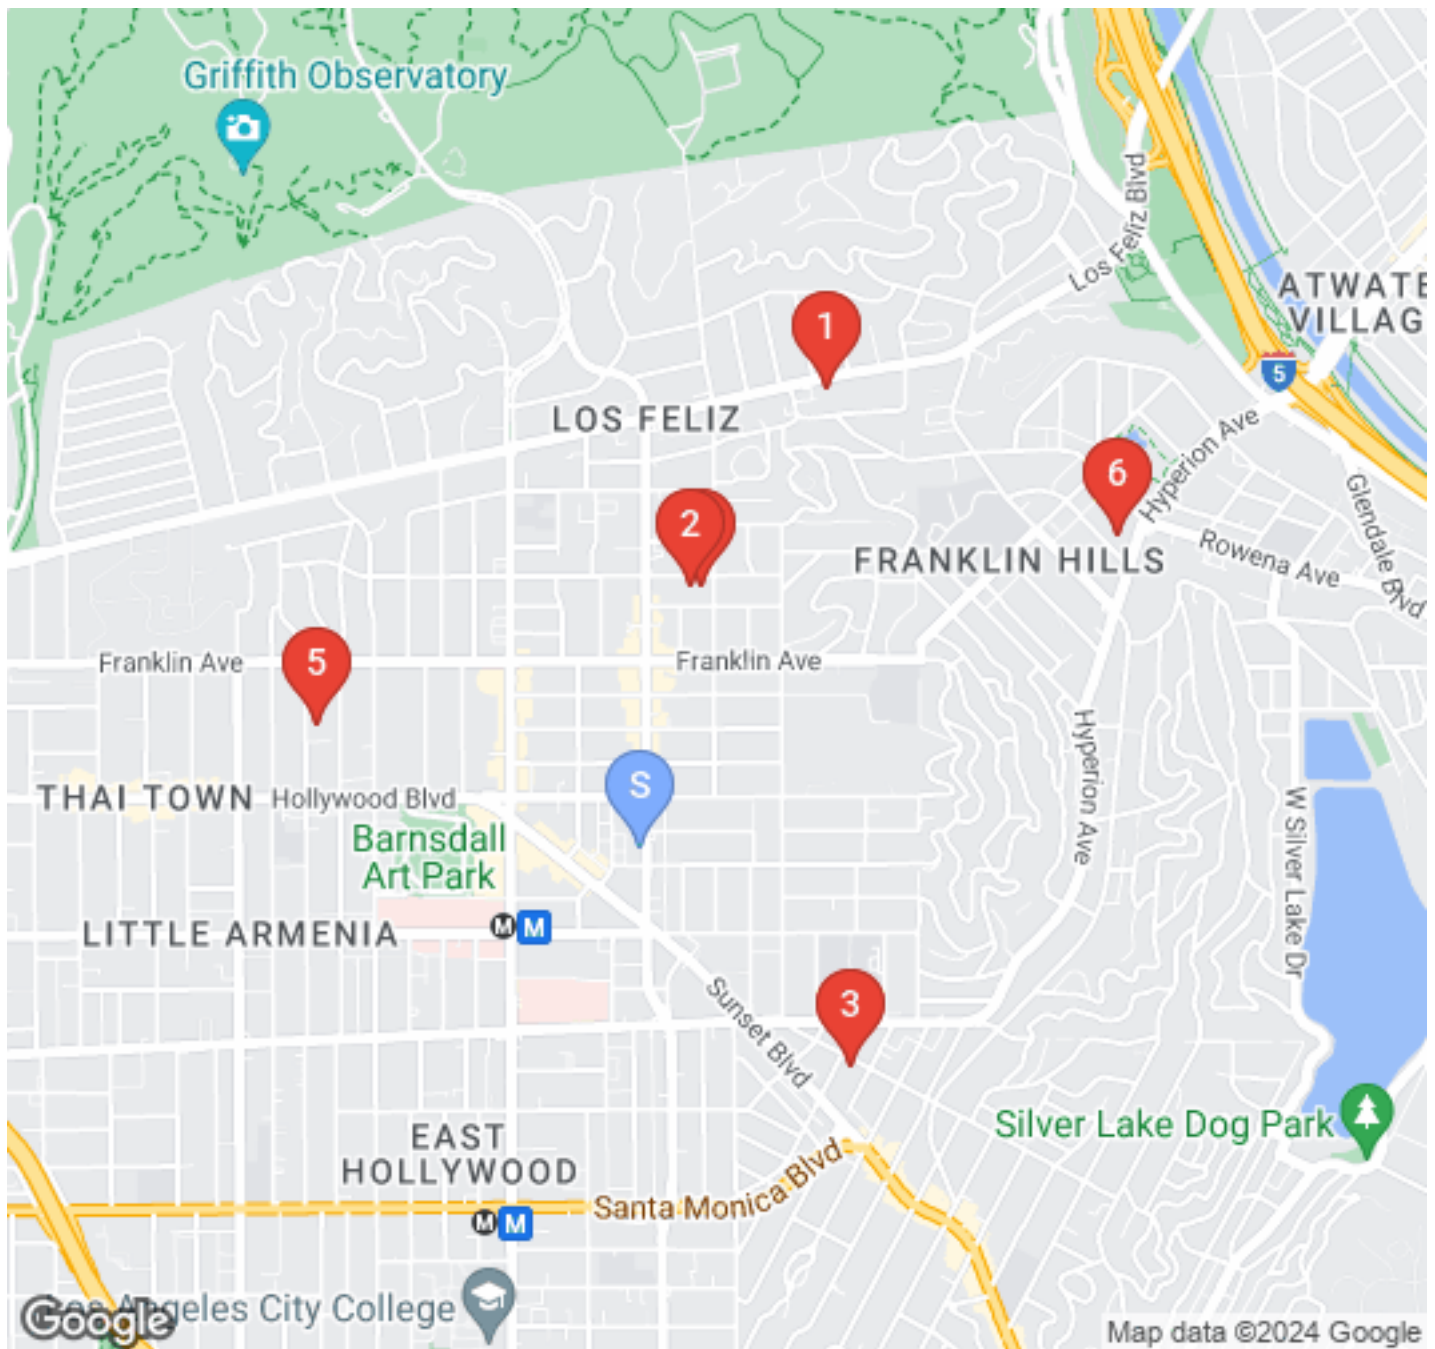 Griffith Observatory
Los Feliz Blvd
ATWATE
VILLAG
1
5
LOS FELIZ
6
Hyperion Ave
2
Glendale Blvd
FRANKLIN HILLS
Rowena Ave
Franklin Ave
5
Franklin Ave
Hyperion Ave
S
THAI TOWN
Hollywood Blvd
W Silver Lake Dr
Barnsdall
Art Park
LITTLE ARMENIA
M
M
Sunset Blvd
3
EAST
HOLLYWOOD
Silver Lake Dog Park
Santa Monica Blvd
M
M
Angeles City College
Google
Map data ©2024 Google